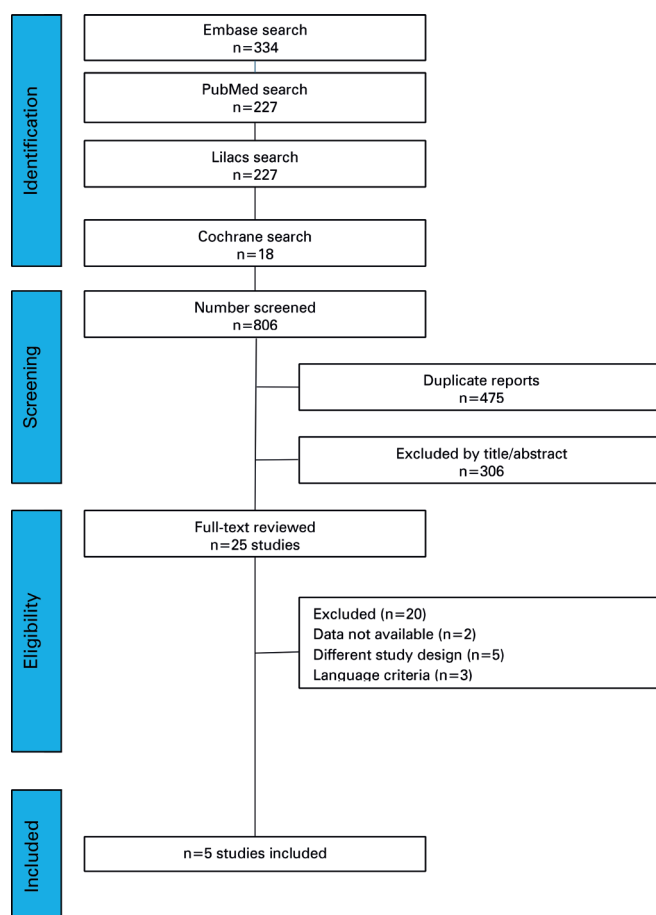 Identification
Embase search
n=334
PubMed search
n=227
Lilacs search
n=227
Cochrane search
n=18
Screening
Number screened
n=806
Duplicate reports
n=475
Excluded by title/abstract
n=306
Eligibility
Full-text reviewed
n=25 studies
Excluded (n=20)
Data not available (n=2)
Different study design (n=5)
Language criteria (n=3)
Included
n=5 studies included